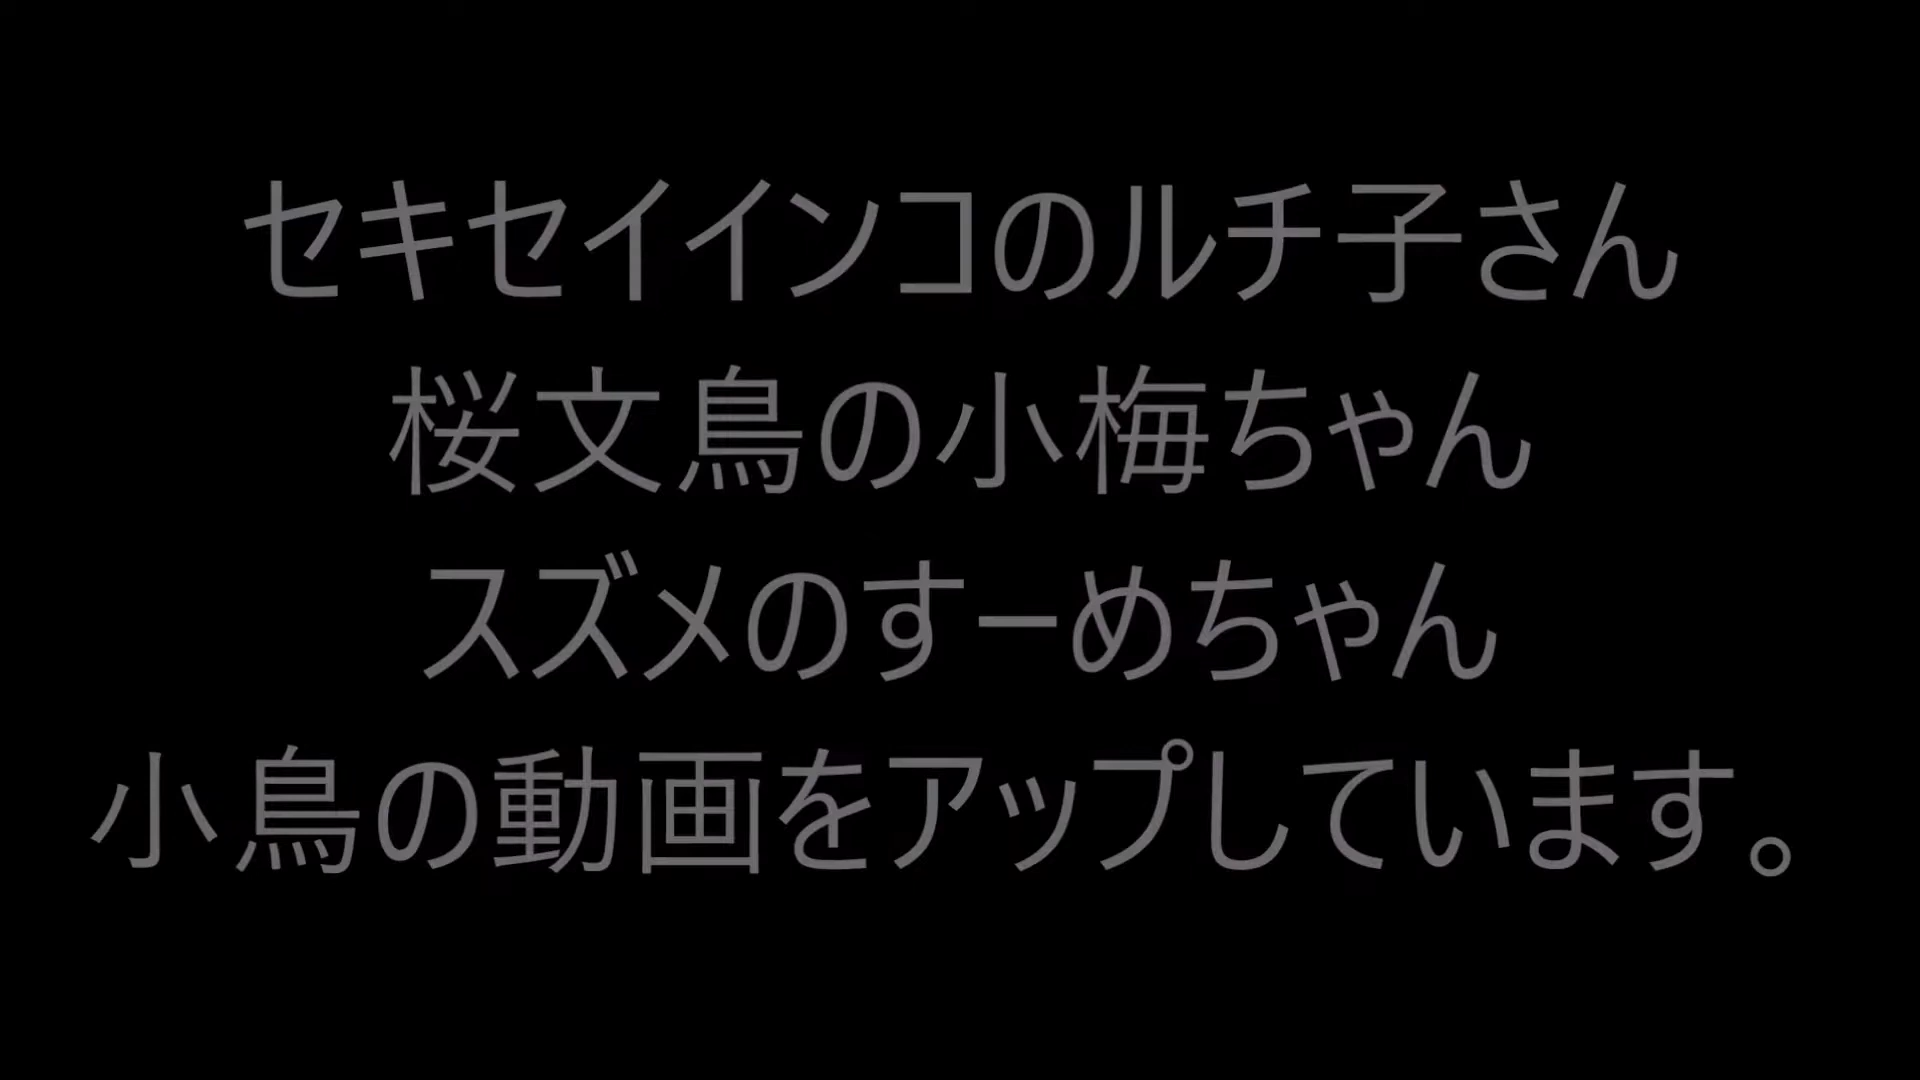 セキセイインコのルチ子さん
桜文鳥の小梅ちゃん
スズメのすーめちゃん
小鳥の動画をアップしています。